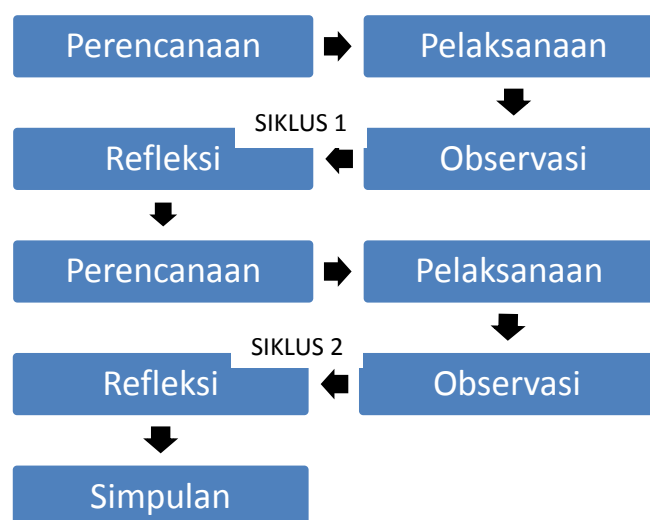 Perencanaan
Pelaksanaan
SIKLUS 1
Refleksi
Observasi
Perencanaan
Pelaksanaan
SIKLUS 2
Refleksi
Observasi
Simpulan